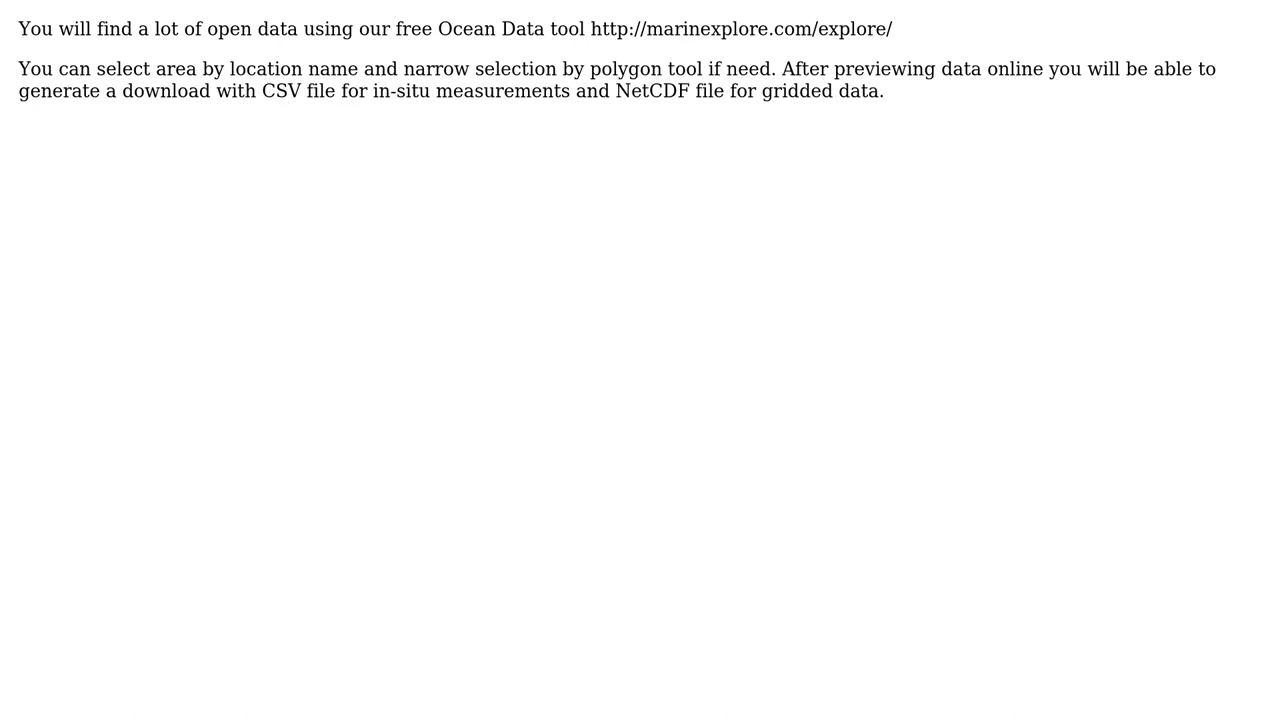 You will find a lot of open data using our free Ocean Data tool http://marinexplore.com/explore/
You can select area by location name and narrow selection by polygon tool if need. After previewing data online you will be able to
generate a download with CSV file for in-situ measurements and NetCDF file for gridded data.